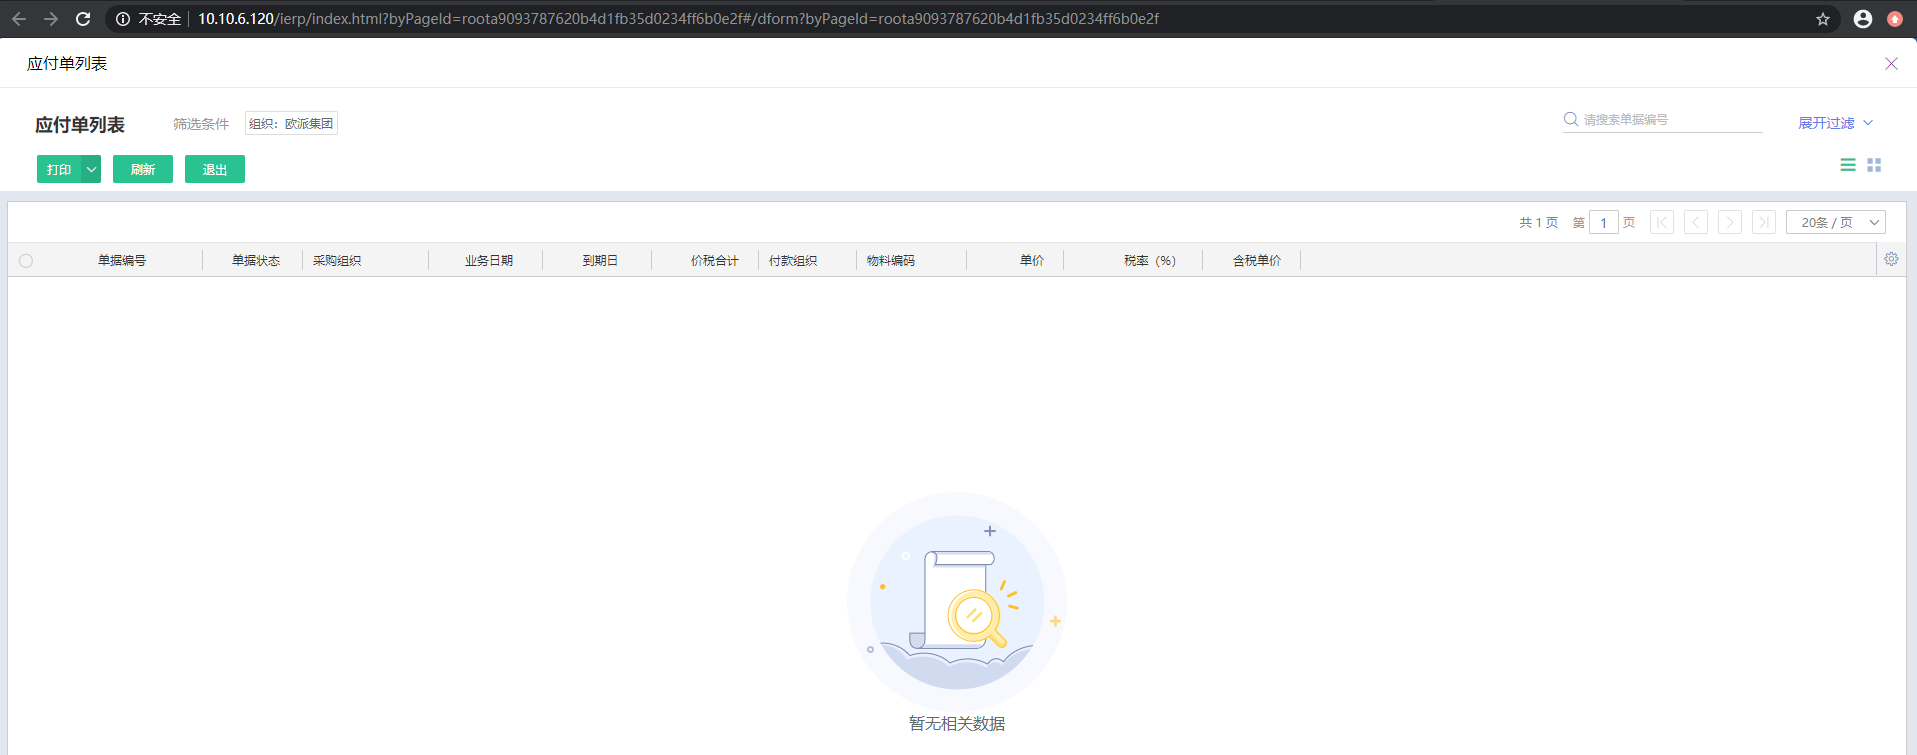 不安全 10.10.6.120/ierp/index.html?byPageId=roota9093787620b4d1fb35d0234ff6b0e2f#/dform?byPageId=roota9093787620b4d1fb35d0234ff6b0e2f
应付单列表
应付单列表 筛选条件 组织：欧派集团 请搜索单据编号 展开过滤
打印 刷新 退出
共 1 页 第 1 页 20条 / 页
单据编号 单据状态 采购组织 业务日期 到期日 价税合计 付款组织 物料编码 单价 税率（%） 含税单价
暂无相关数据